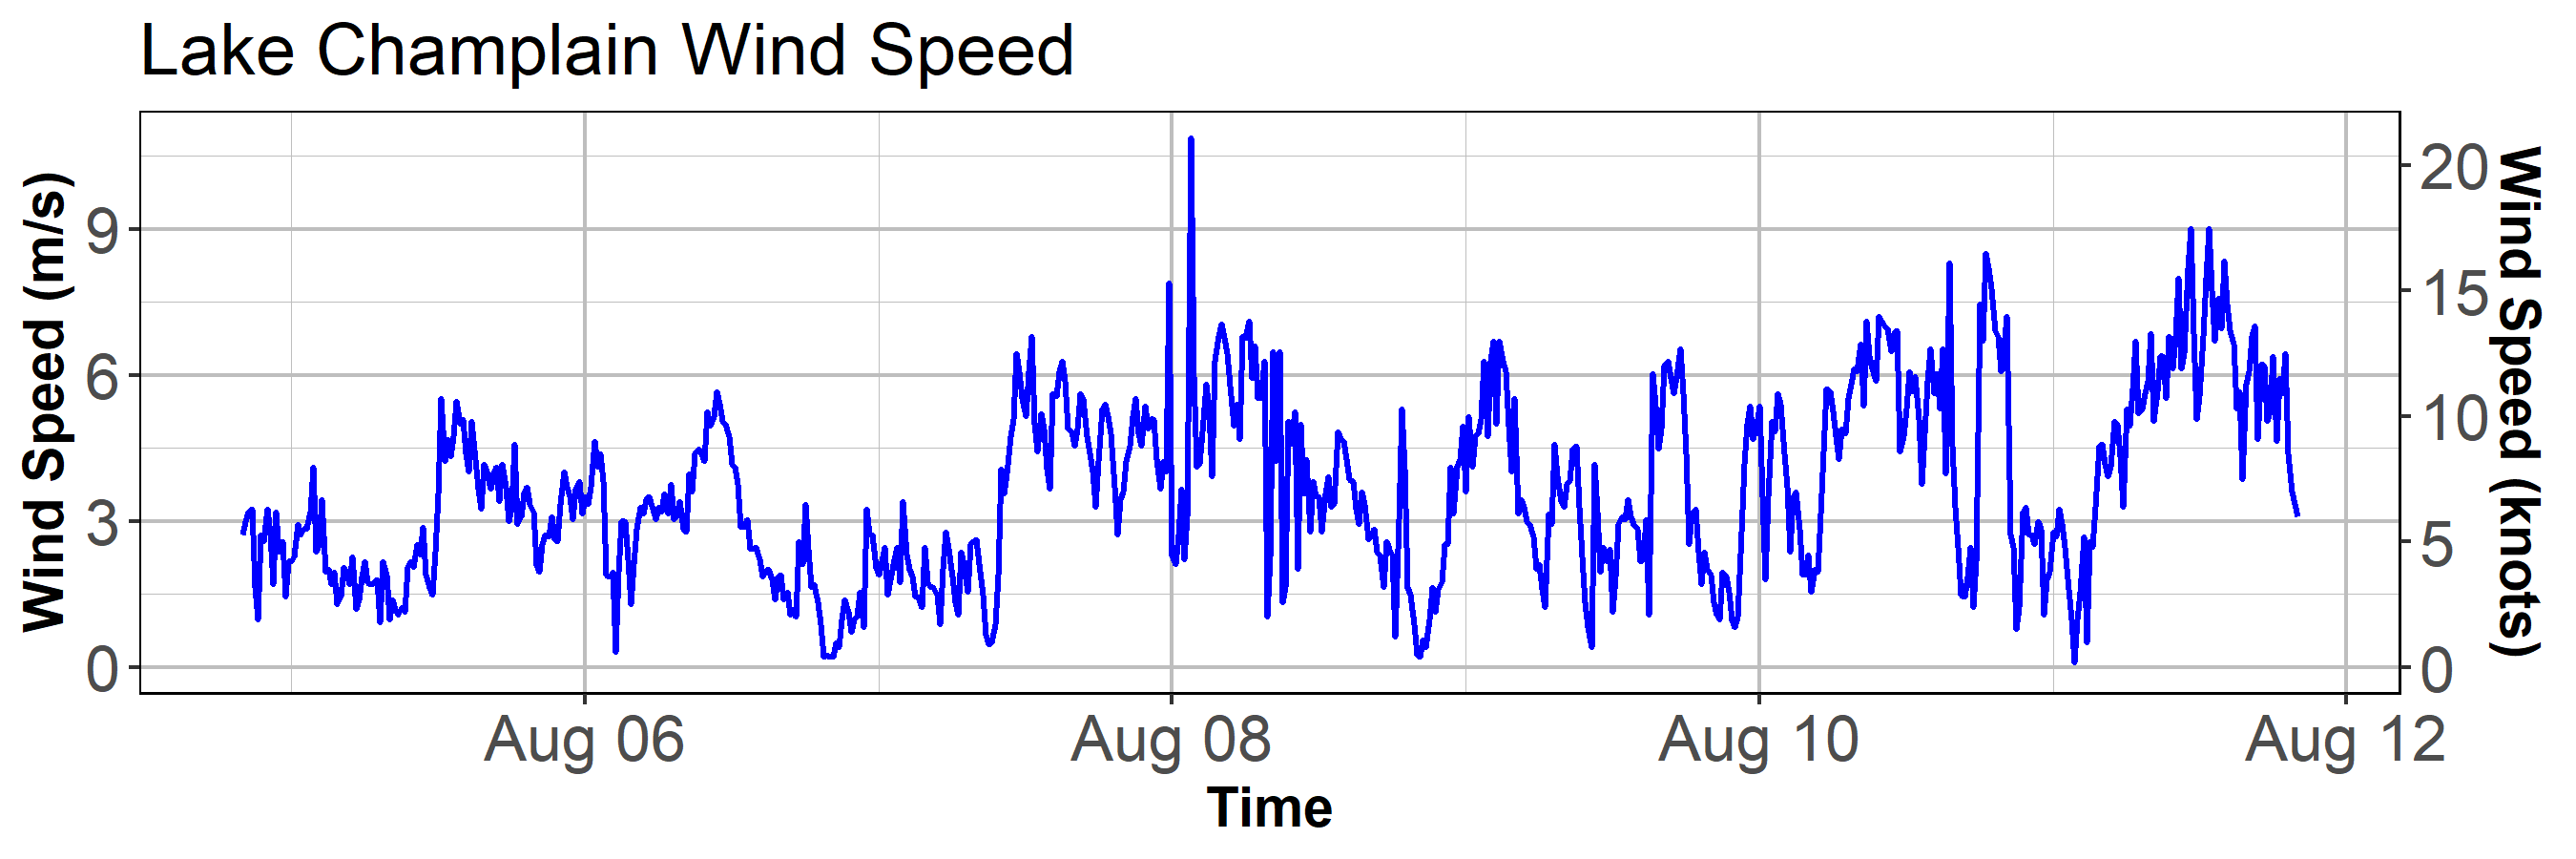 Lake Champlain Wind Speed
Wind Speed (m/s)
9
6
3
0
20
15
10
5
0
Wind Speed (knots)
Aug 06
Aug 08
Aug 10
Aug 12
Time